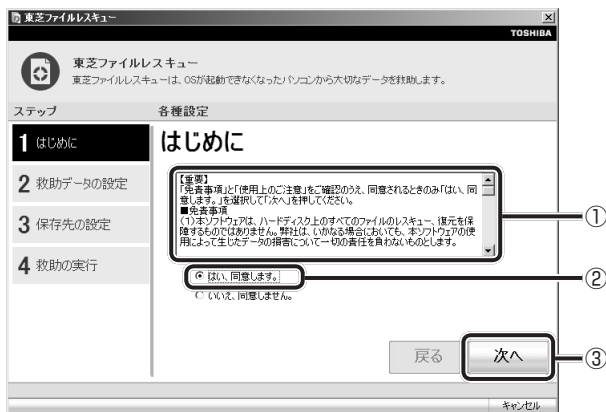 東芝ファイルレスキュー
TOSHIBA
東芝ファイルレスキュー
東芝ファイルレスキューは、OSが起動できなくなったパソコンから大切なデータを救助します。
ステップ
各種設定
1 はじめに
2 救助データの設定
3 保存先の設定
4 救助の実行
はじめに
【重要】
「免責事項」と「使用上のご注意」をご確認のうえ、同意されるときのみ「はい、同
意します。」を選択して「次へ」を押してください。
■免責事項
(1)本ソフトウェアは、ハードディスク上のすべてのファイルのレスキュー、復元を保
障するものではありません。弊社は、いかなる場合においても、本ソフトウェアの使
用によって生じたデータの損害について一切の責任を負わないものとします。
①
はい、同意します。
②
いいえ、同意しません。
戻る
次へ
③
キャンセル